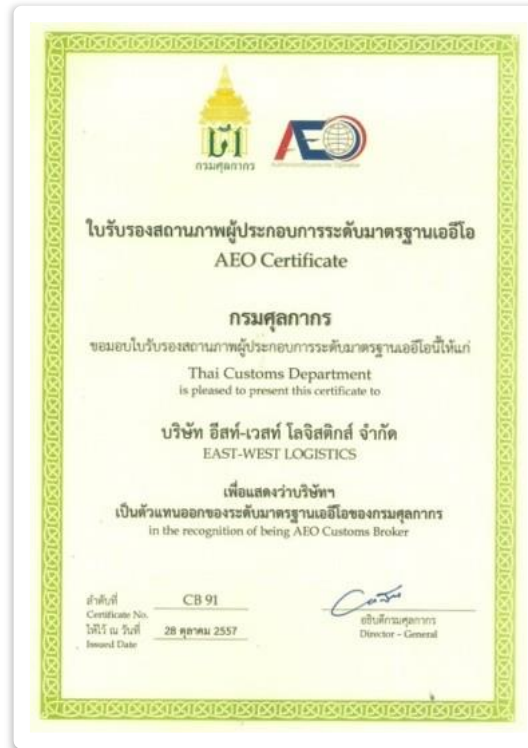 กรมศุลกากร
AEO
Authorized Economic Operator
ใบรับรองสถานภาพผู้ประกอบการระดับมาตรฐานเออีโอ
AEO Certificate
กรมศุลกากร
ขอมอบใบรับรองสถานภาพผู้ประกอบการระดับมาตรฐานเออีโอนี้ให้แก่
Thai Customs Department
is pleased to present this certificate to
บริษัท อีสท์-เวสท์ โลจิสติกส์ จำกัด
EAST-WEST LOGISTICS
เพื่อแสดงว่าบริษัทฯ
เป็นตัวแทนออกของระดับมาตรฐานเออีโอของกรมศุลกากร
in the recognition of being AEO Customs Broker
ลำดับที่ CB 91
Certificate No.
ให้ไว้ ณ วันที่ 28 ตุลาคม 2557
Issued Date
อธิบดีกรมศุลกากร
Director - General